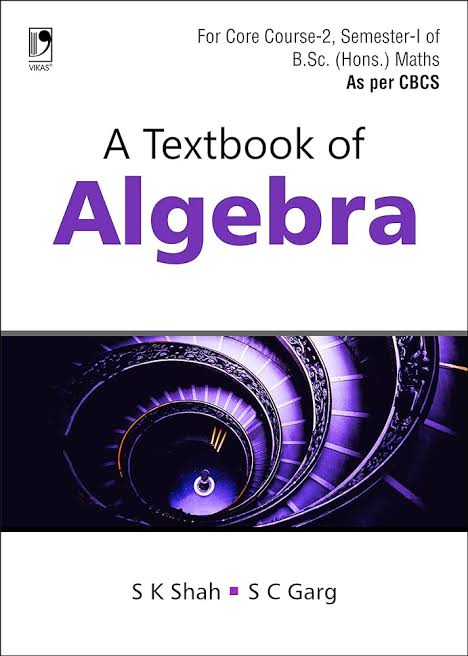 For Core Course-2, Semester-I of
B.Sc. (Hons.) Maths
As per CBCS
VIKAS®
A Textbook of
Algebra
S K Shah ▪ S C Garg